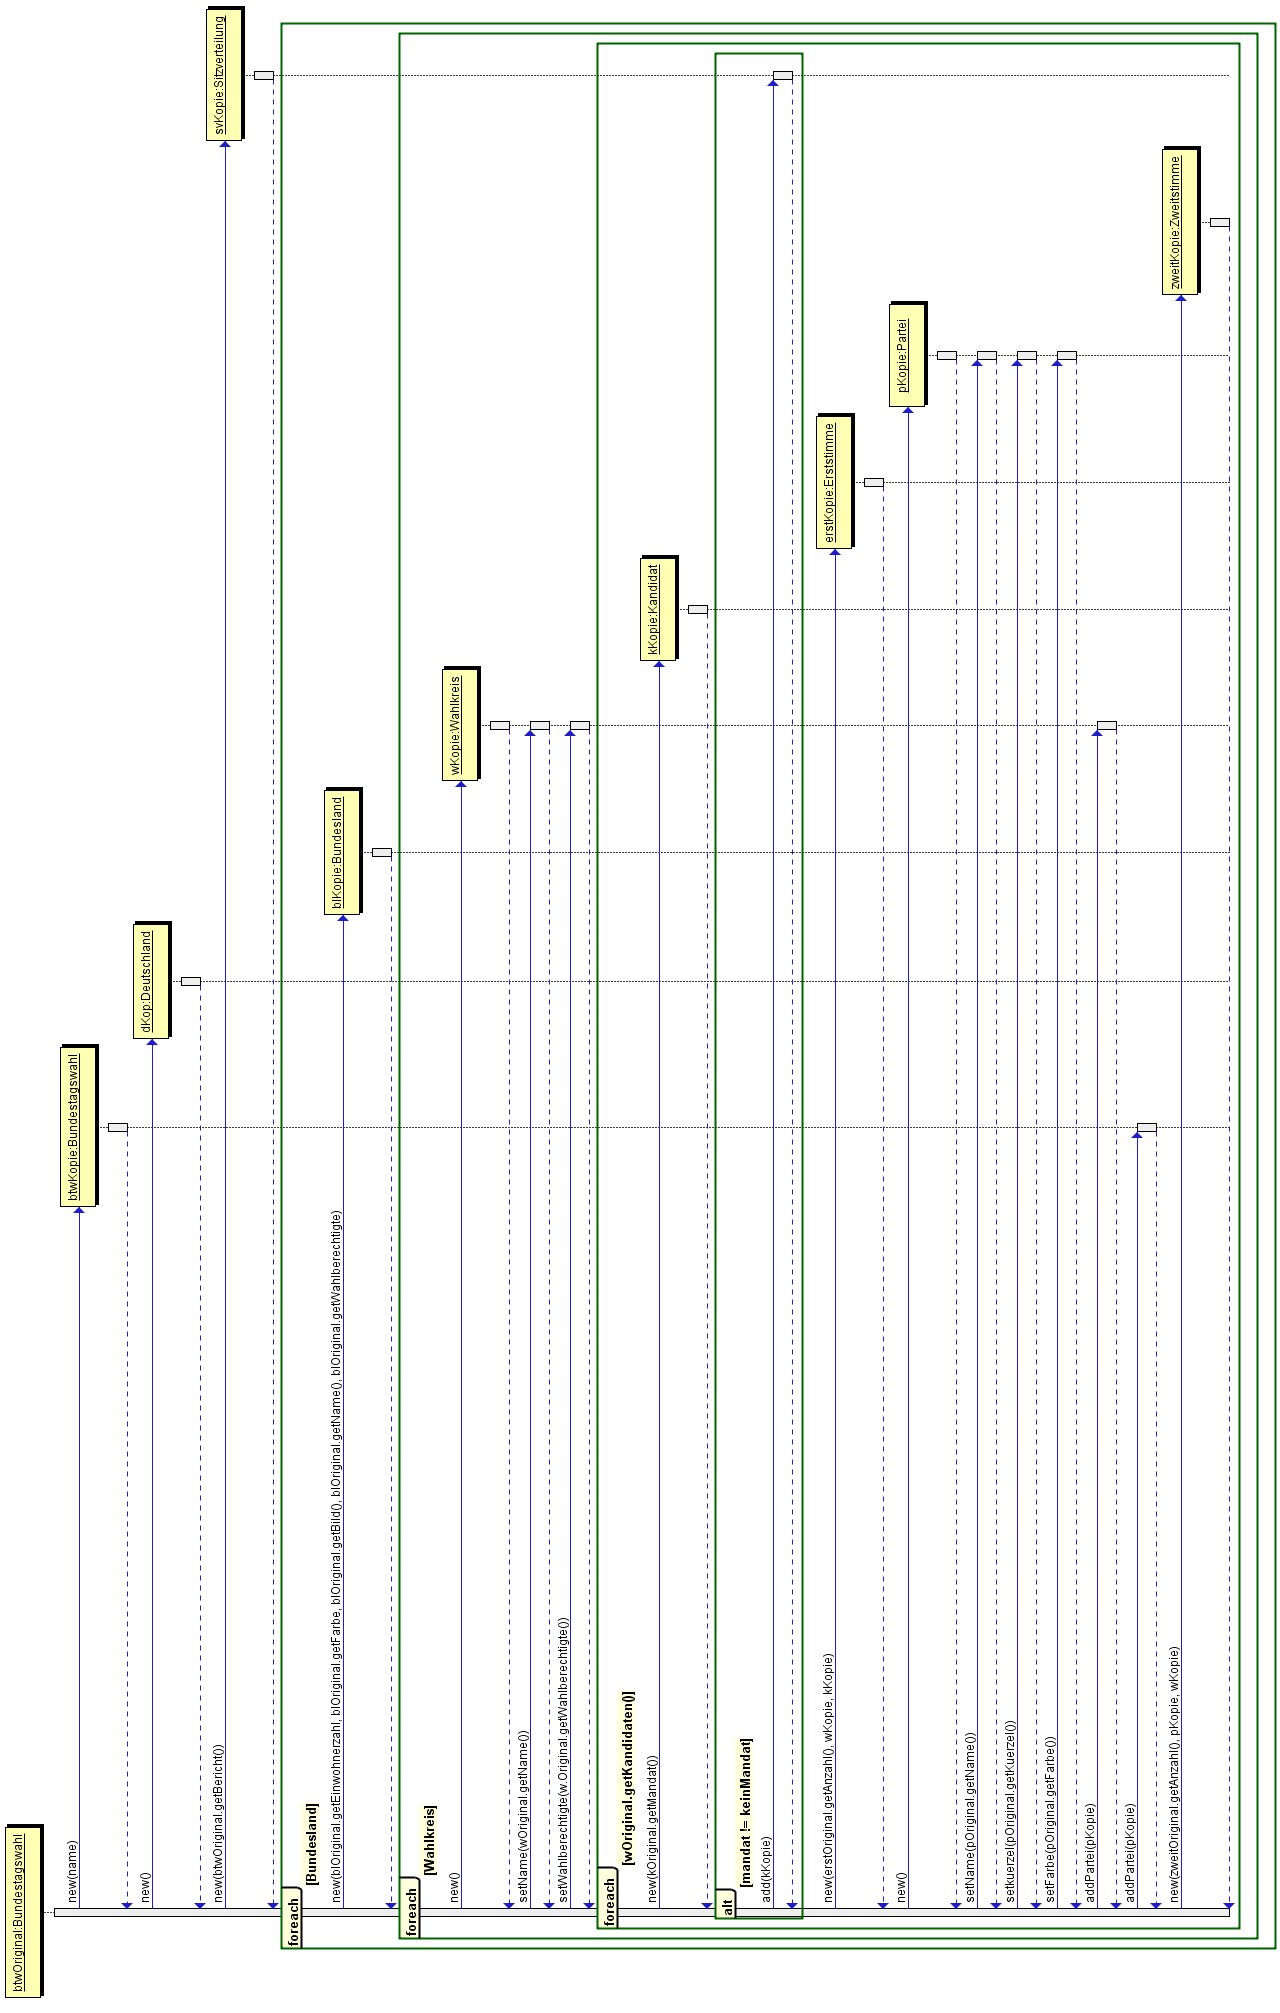 btwOriginal:Bundestagswahl
btwKopie:Bundestagswahl
dKop:Deutschland
svKopie:Sitzverteilung
blKopie:Bundesland
wKopie:Wahlkreis
kKopie:Kandidat
erstKopie:Erststimme
pKopie:Partei
zweitKopie:Zweitstimme
new(name)
new()
new(btwOriginal.getBericht())
foreach
[Bundesland]
new(blOriginal.getEinwohnerzahl, blOriginal.getFarbe, blOriginal.getBild(), blOriginal.getName(), blOriginal.getWahlberechtigte)
foreach
[Wahlkreis]
new()
setName(wOriginal.getName())
setWahlberechtigte(w.Original.getWahlberechtigte())
foreach
[wOriginal.getKandidaten()]
new(kOriginal.getMandat())
alt
[mandat != keinMandat]
add(kKopie)
new(erstOriginal.getAnzahl(), wKopie, kKopie)
new()
setName(pOriginal.getName())
setkuerzel(pOriginal.getKuerzel())
setFarbe(pOriginal.getFarbe())
addPartei(pKopie)
addPartei(pKopie)
new(zweitOriginal.getAnzahl(), pKopie, wKopie)